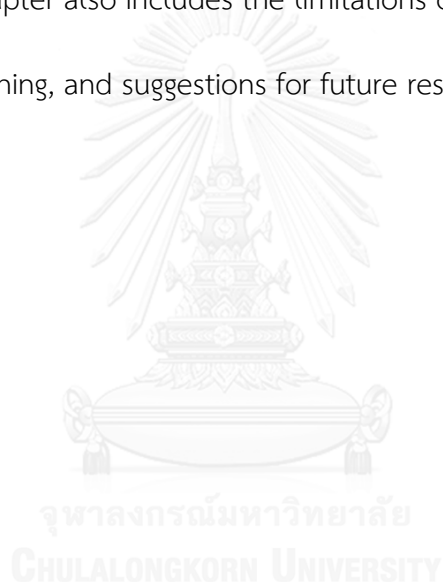 pter also includes the limitations
ning, and suggestions for future res
จุฬาลงกรณ์มหาวิทยาลัย
CHULALONGKORN UNIVERSITY